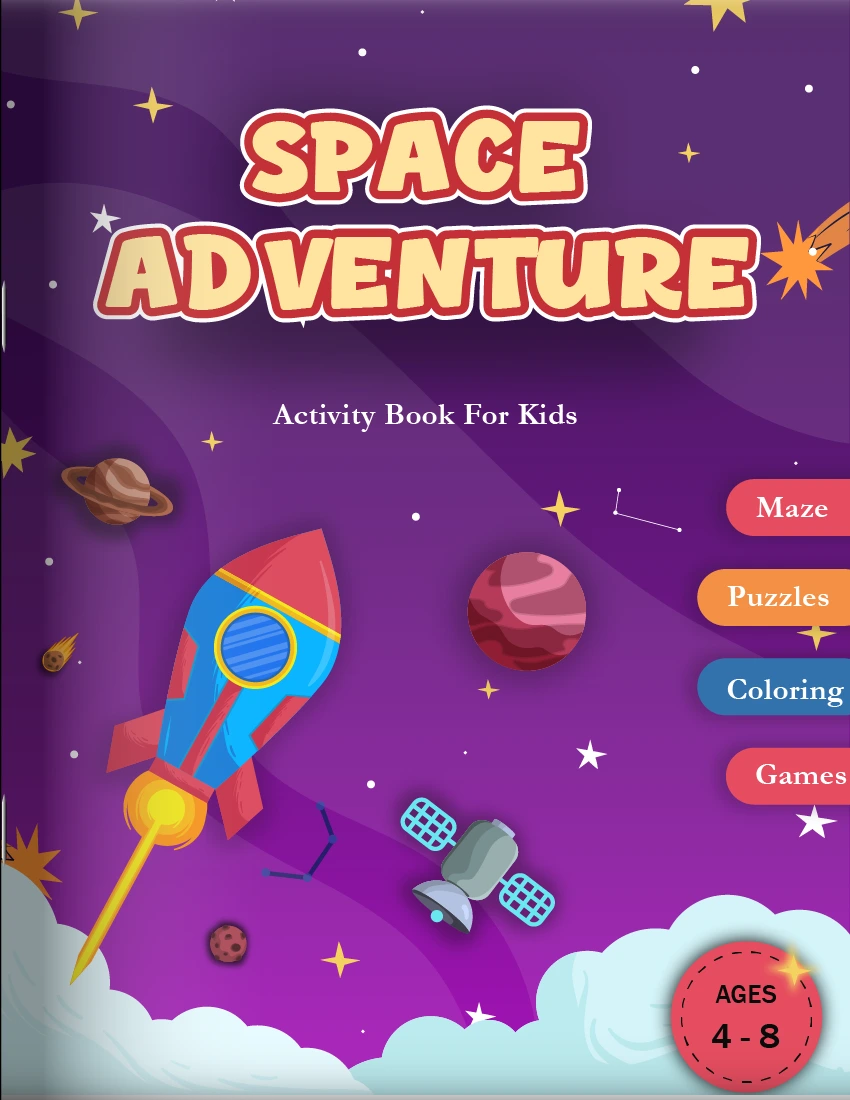 SPACE
ADVENTURE
Activity Book For Kids
Maze
Puzzles
Coloring
Games
AGES
4 - 8